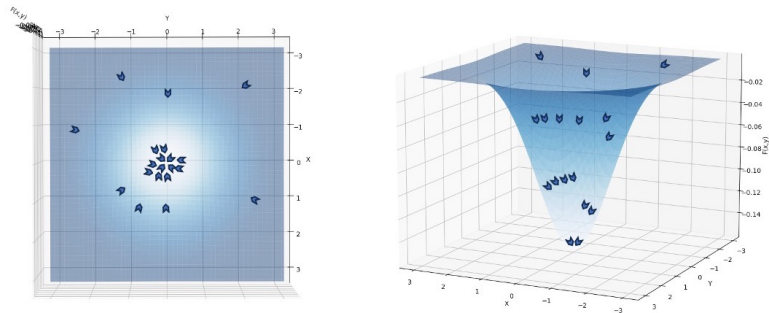 F(x,y)
Y
−3 −2 −1 0 1 2 3
−3
−2
−1
0
X
1
2
3
−0.02
−0.04
−0.06
−0.08
F(x,y)
−0.10
−0.12
−0.14
3 2 1 0 −1 −2 −3
X
3 2 1 0 −1 −2 −3
Y